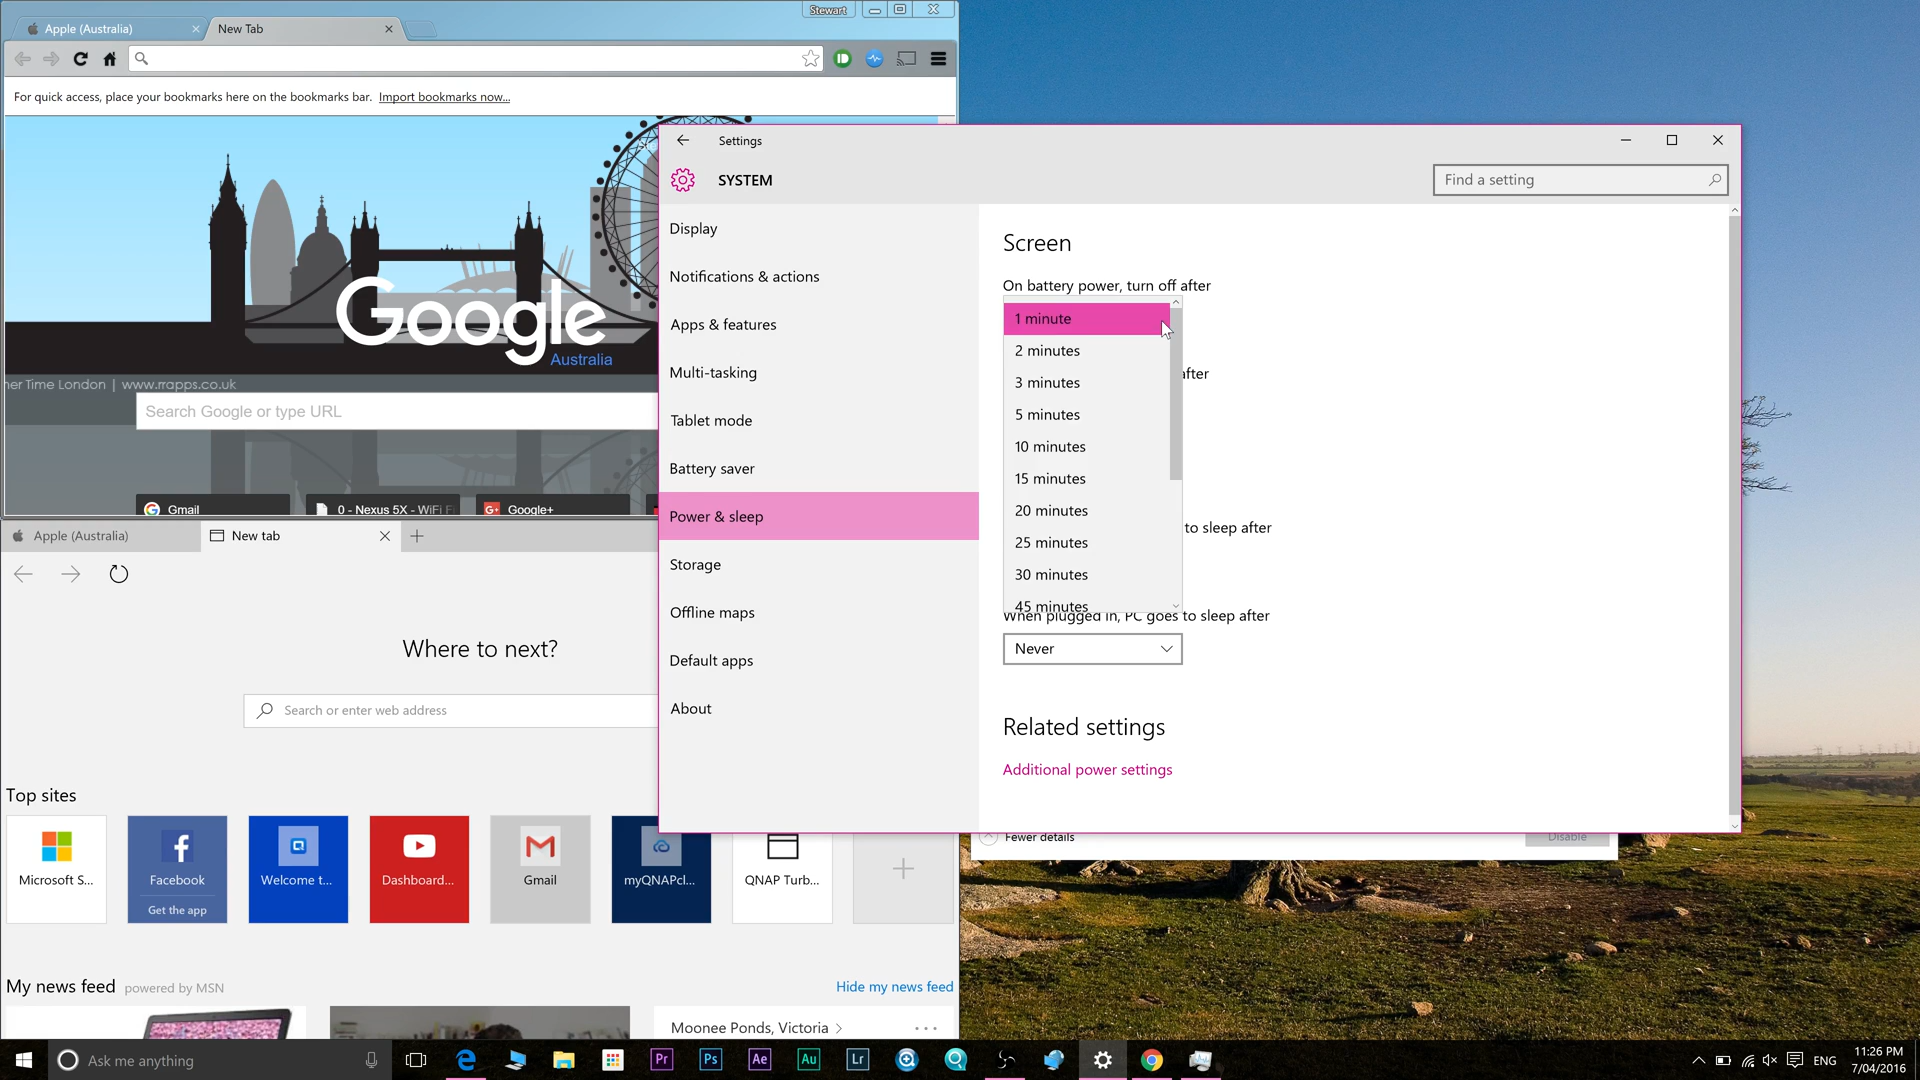 Stewart
Apple (Australia)
New Tab
For quick access, place your bookmarks here on the bookmarks bar. Import bookmarks now...
Google
Australia
ner Time London | www.rrapps.co.uk
Search Google or type URL
Gmail
0 - Nexus 5X - WiFi Fi
Google+
Settings
SYSTEM
Find a setting
Display
Notifications & actions
Apps & features
Multi-tasking
Tablet mode
Battery saver
Power & sleep
Storage
Offline maps
Default apps
About
Screen
On battery power, turn off after
1 minute
2 minutes
3 minutes
after
5 minutes
10 minutes
15 minutes
20 minutes
to sleep after
25 minutes
30 minutes
45 minutes
When plugged in, PC goes to sleep after
Never
Related settings
Additional power settings
Fewer details
Disable
Apple (Australia)
New tab
Where to next?
Search or enter web address
Top sites
Microsoft S...
Facebook
Get the app
Welcome t...
Dashboard...
Gmail
myQNAPcl...
QNAP Turb...
My news feed powered by MSN
Hide my news feed
Moonee Ponds, Victoria
Ask me anything
Pr
Ps
Ae
Au
Lr
ENG
11:26 PM
7/04/2016